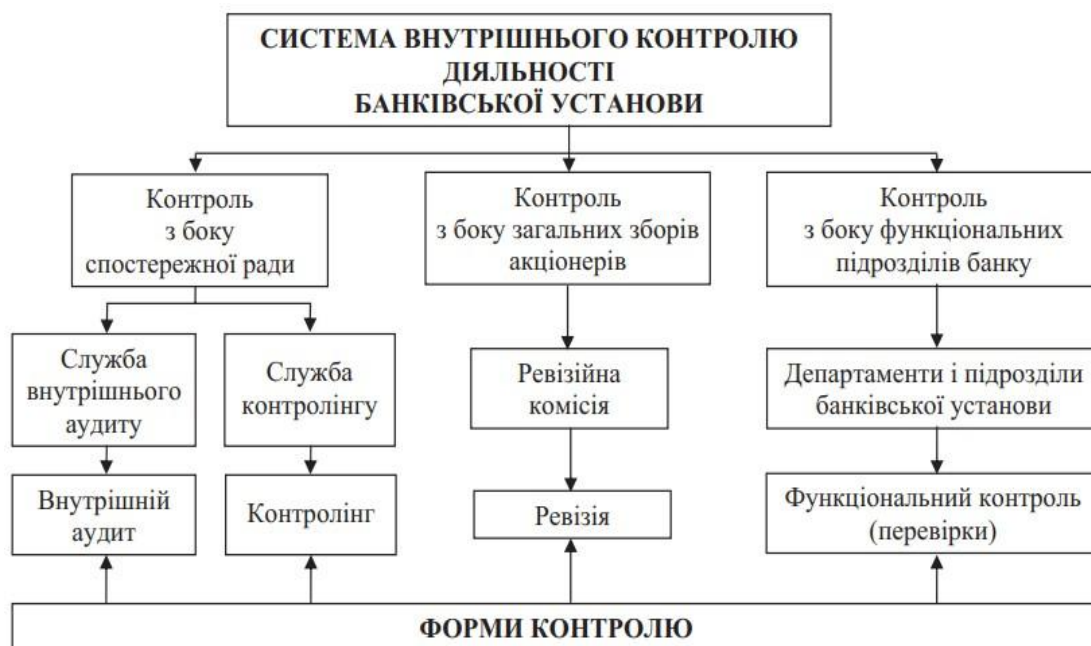 СИСТЕМА ВНУТРІШНЬОГО КОНТРОЛЮ
ДІЯЛЬНОСТІ
БАНКІВСЬКОЇ УСТАНОВИ
Контроль
з боку
спостережної ради
Контроль
з боку загальних зборів
акціонерів
Контроль
з боку функціональних
підрозділів банку
Служба
внутрішнього
аудиту
Служба
контролінгу
Ревізійна
комісія
Департаменти і підрозділи
банківської установи
Внутрішній
аудит
Контролінг
Ревізія
Функціональний контроль
(перевірки)
ФОРМИ КОНТРОЛЮ